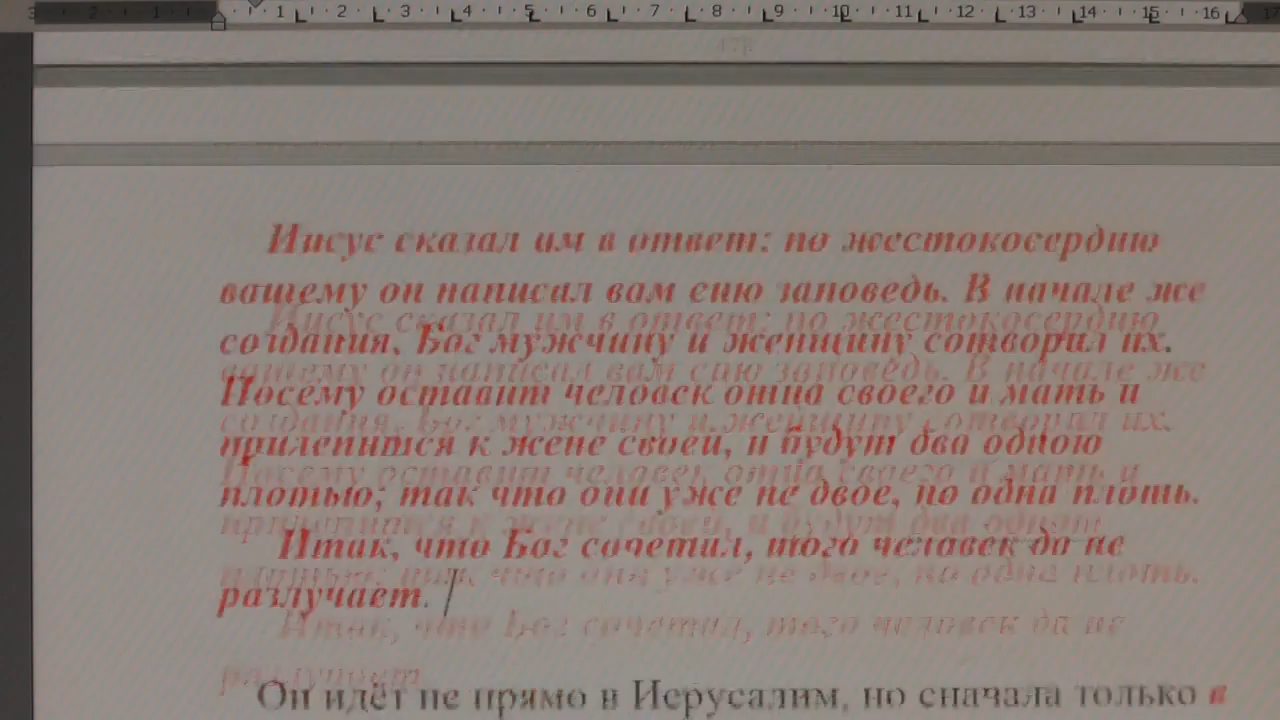 Иисус сказал им в ответ: по жестокосердию
вашему он написал вам сию заповедь. В начале же
создания, Бог мужчину и женщину сотворил их.
Посему оставит человек отца своего и мать и
прилепится к жене своей, и будут два одною
плотью; так что они уже не двое, но одна плоть.
Итак, что Бог сочетал, того человек да не
разлучает.
Он идёт не прямо в Иерусалим, но сначала только в